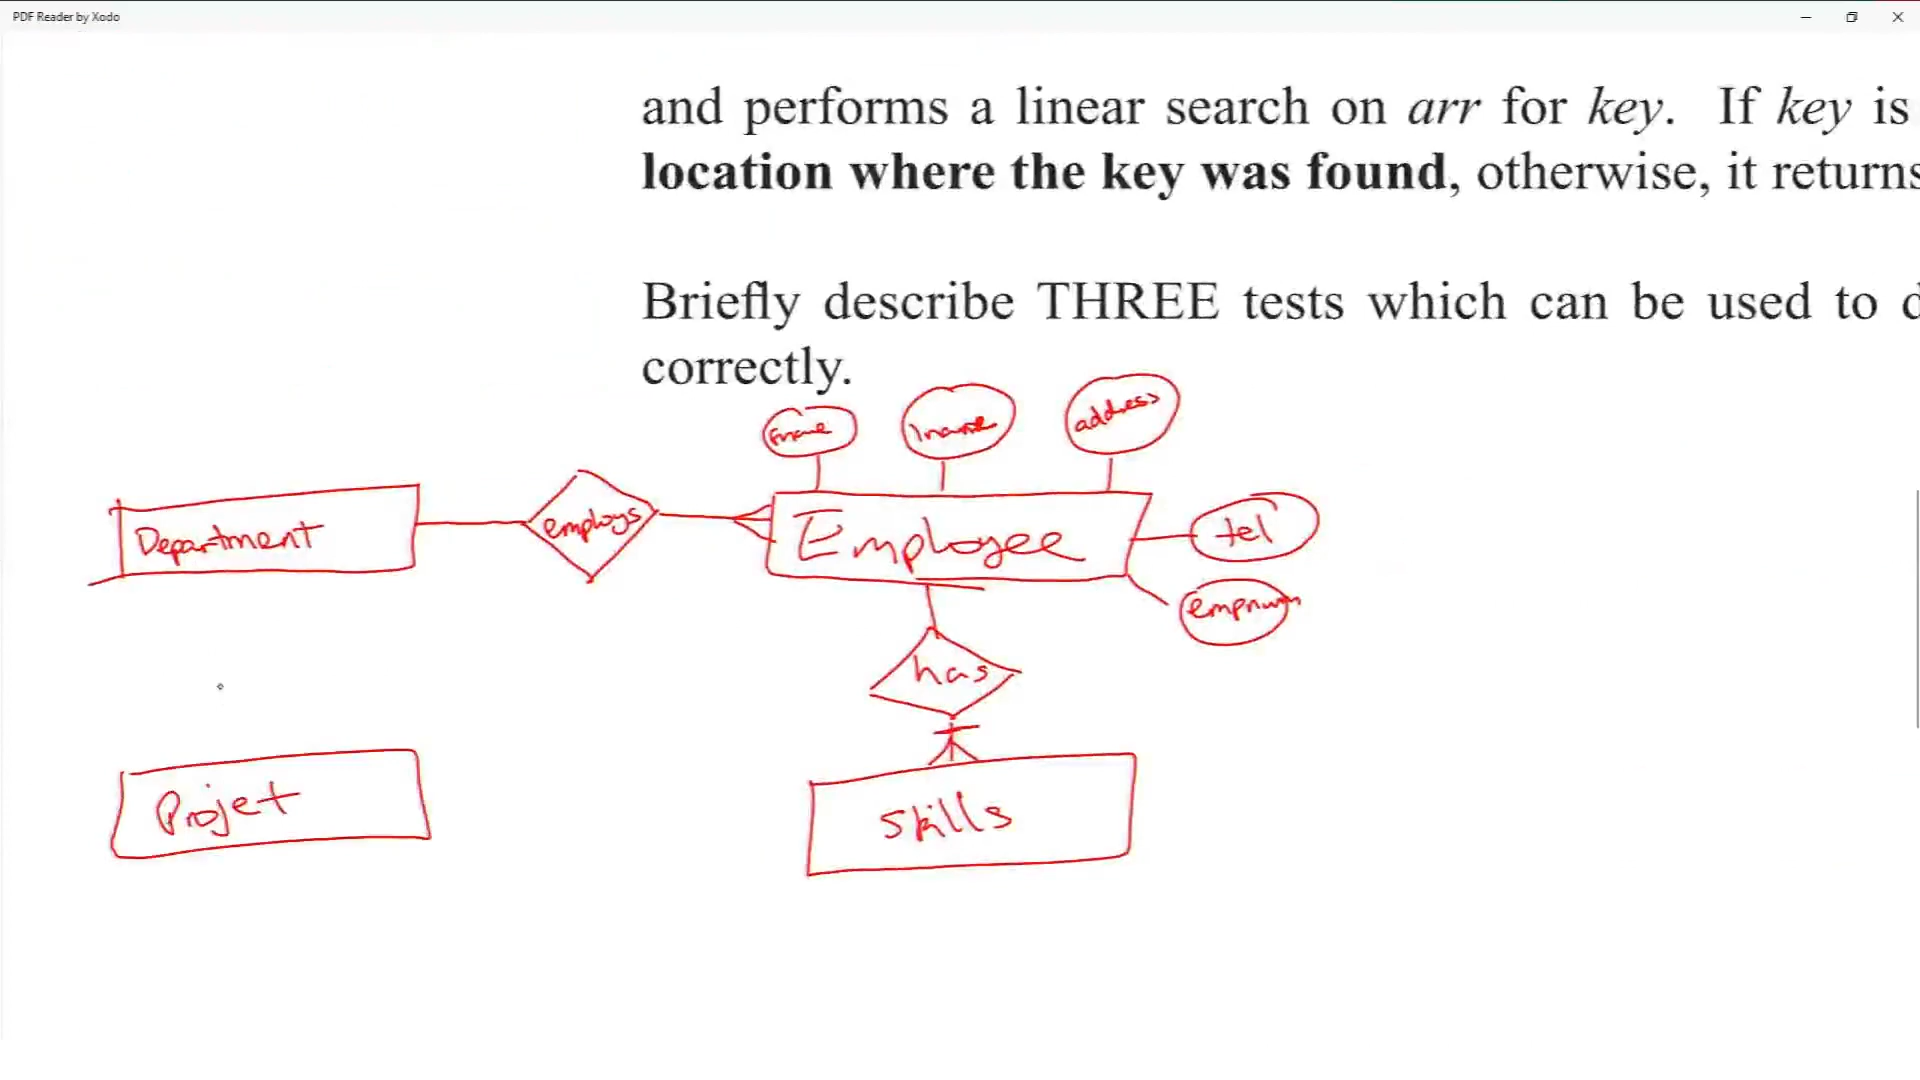 PDF Reader by Xodo
and performs a linear search on arr for key. If key is
location where the key was found, otherwise, it returns
Briefly describe THREE tests which can be used to d
correctly.
fname
lname
address
Department
employs
Employee
tel
empnum
has
Projet
skills